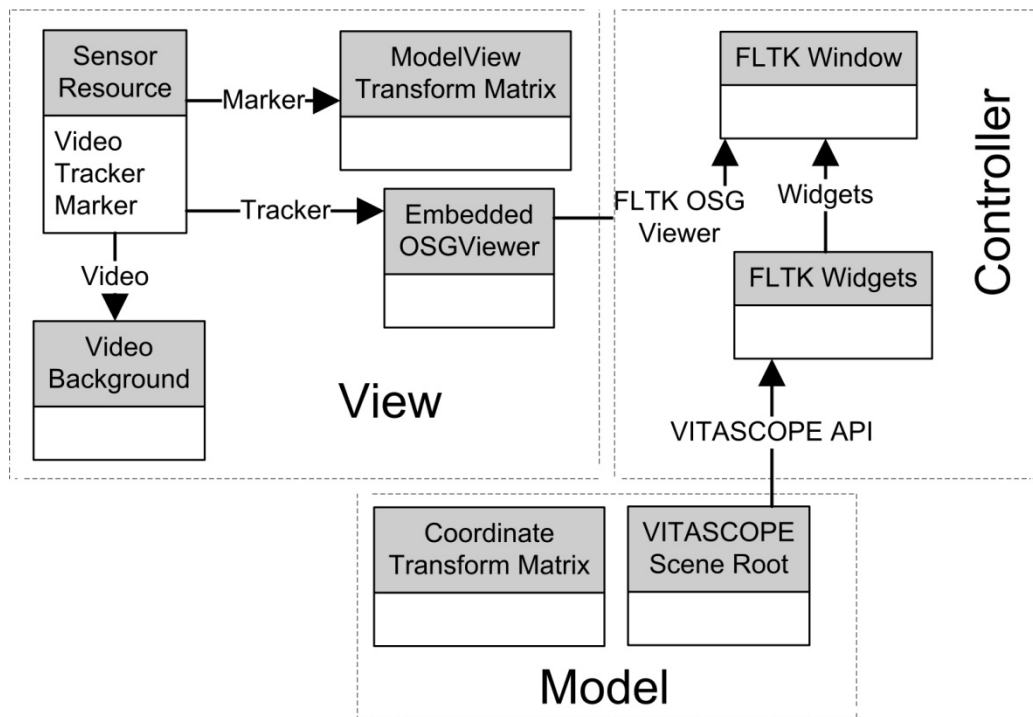 Sensor
Resource
Video
Tracker
Marker
Marker
ModelView
Transform Matrix
Tracker
Embedded
OSGViewer
Video
Video
Background
View
FLTK Window
FLTK OSG
Viewer
Widgets
FLTK Widgets
Controller
VITASCOPE API
Coordinate
Transform Matrix
VITASCOPE
Scene Root
Model